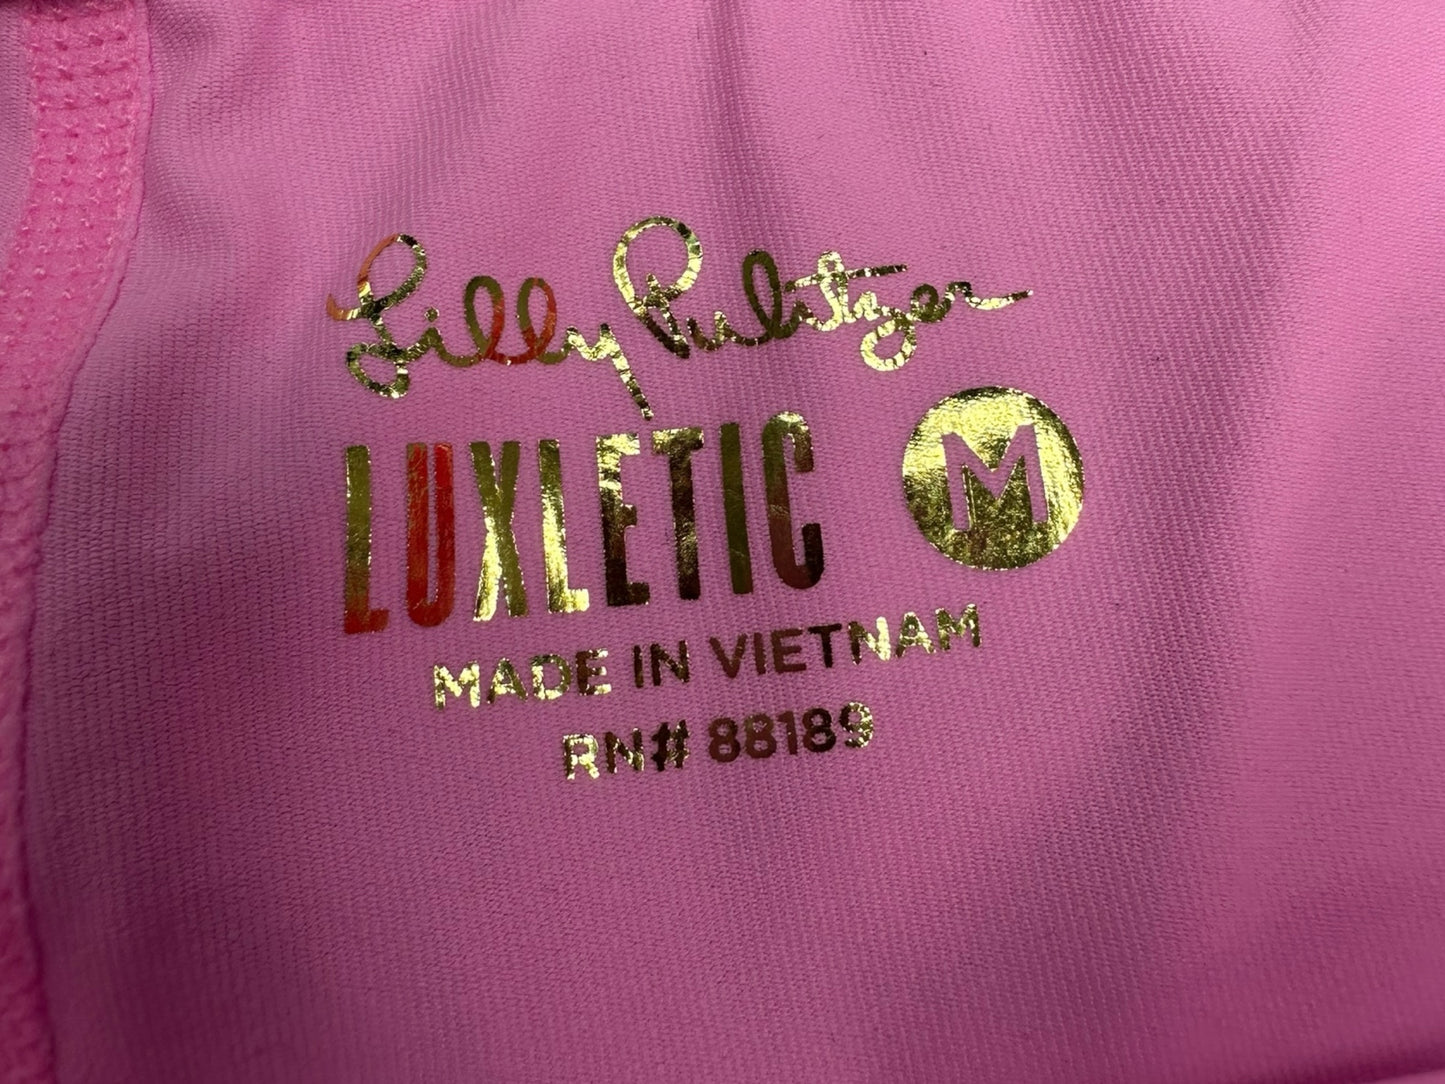 Lilly Pulitzer
LUXLETIC M
MADE IN VIETNAM
RN# 88189